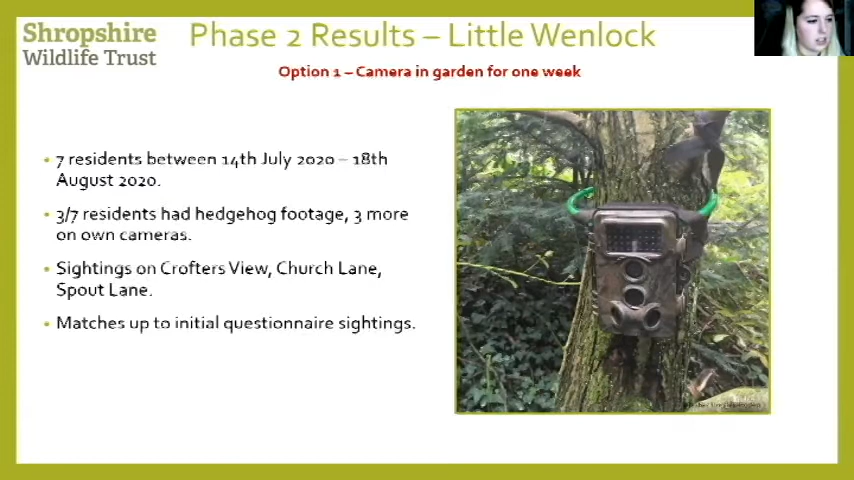 Shropshire
Wildlife Trust
Phase 2 Results – Little Wenlock
Option 1 – Camera in garden for one week
• 7 residents between 14th July 2020 – 18th
August 2020.
• 3/7 residents had hedgehog footage, 3 more
on own cameras.
• Sightings on Crofters View, Church Lane,
Spout Lane.
• Matches up to initial questionnaire sightings.